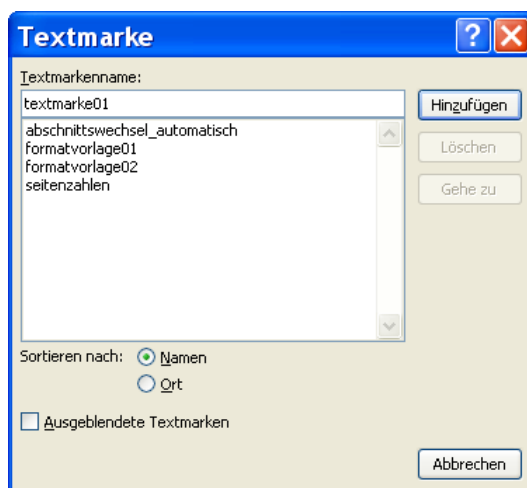 Textmarke
Textmarkenname:
textmarke01
Hinzufügen
abschnittswechsel_automatisch
formatvorlage01
formatvorlage02
seitenzahlen
Löschen
Gehe zu
Sortieren nach: Namen
Ort
Ausgeblendete Textmarken
Abbrechen